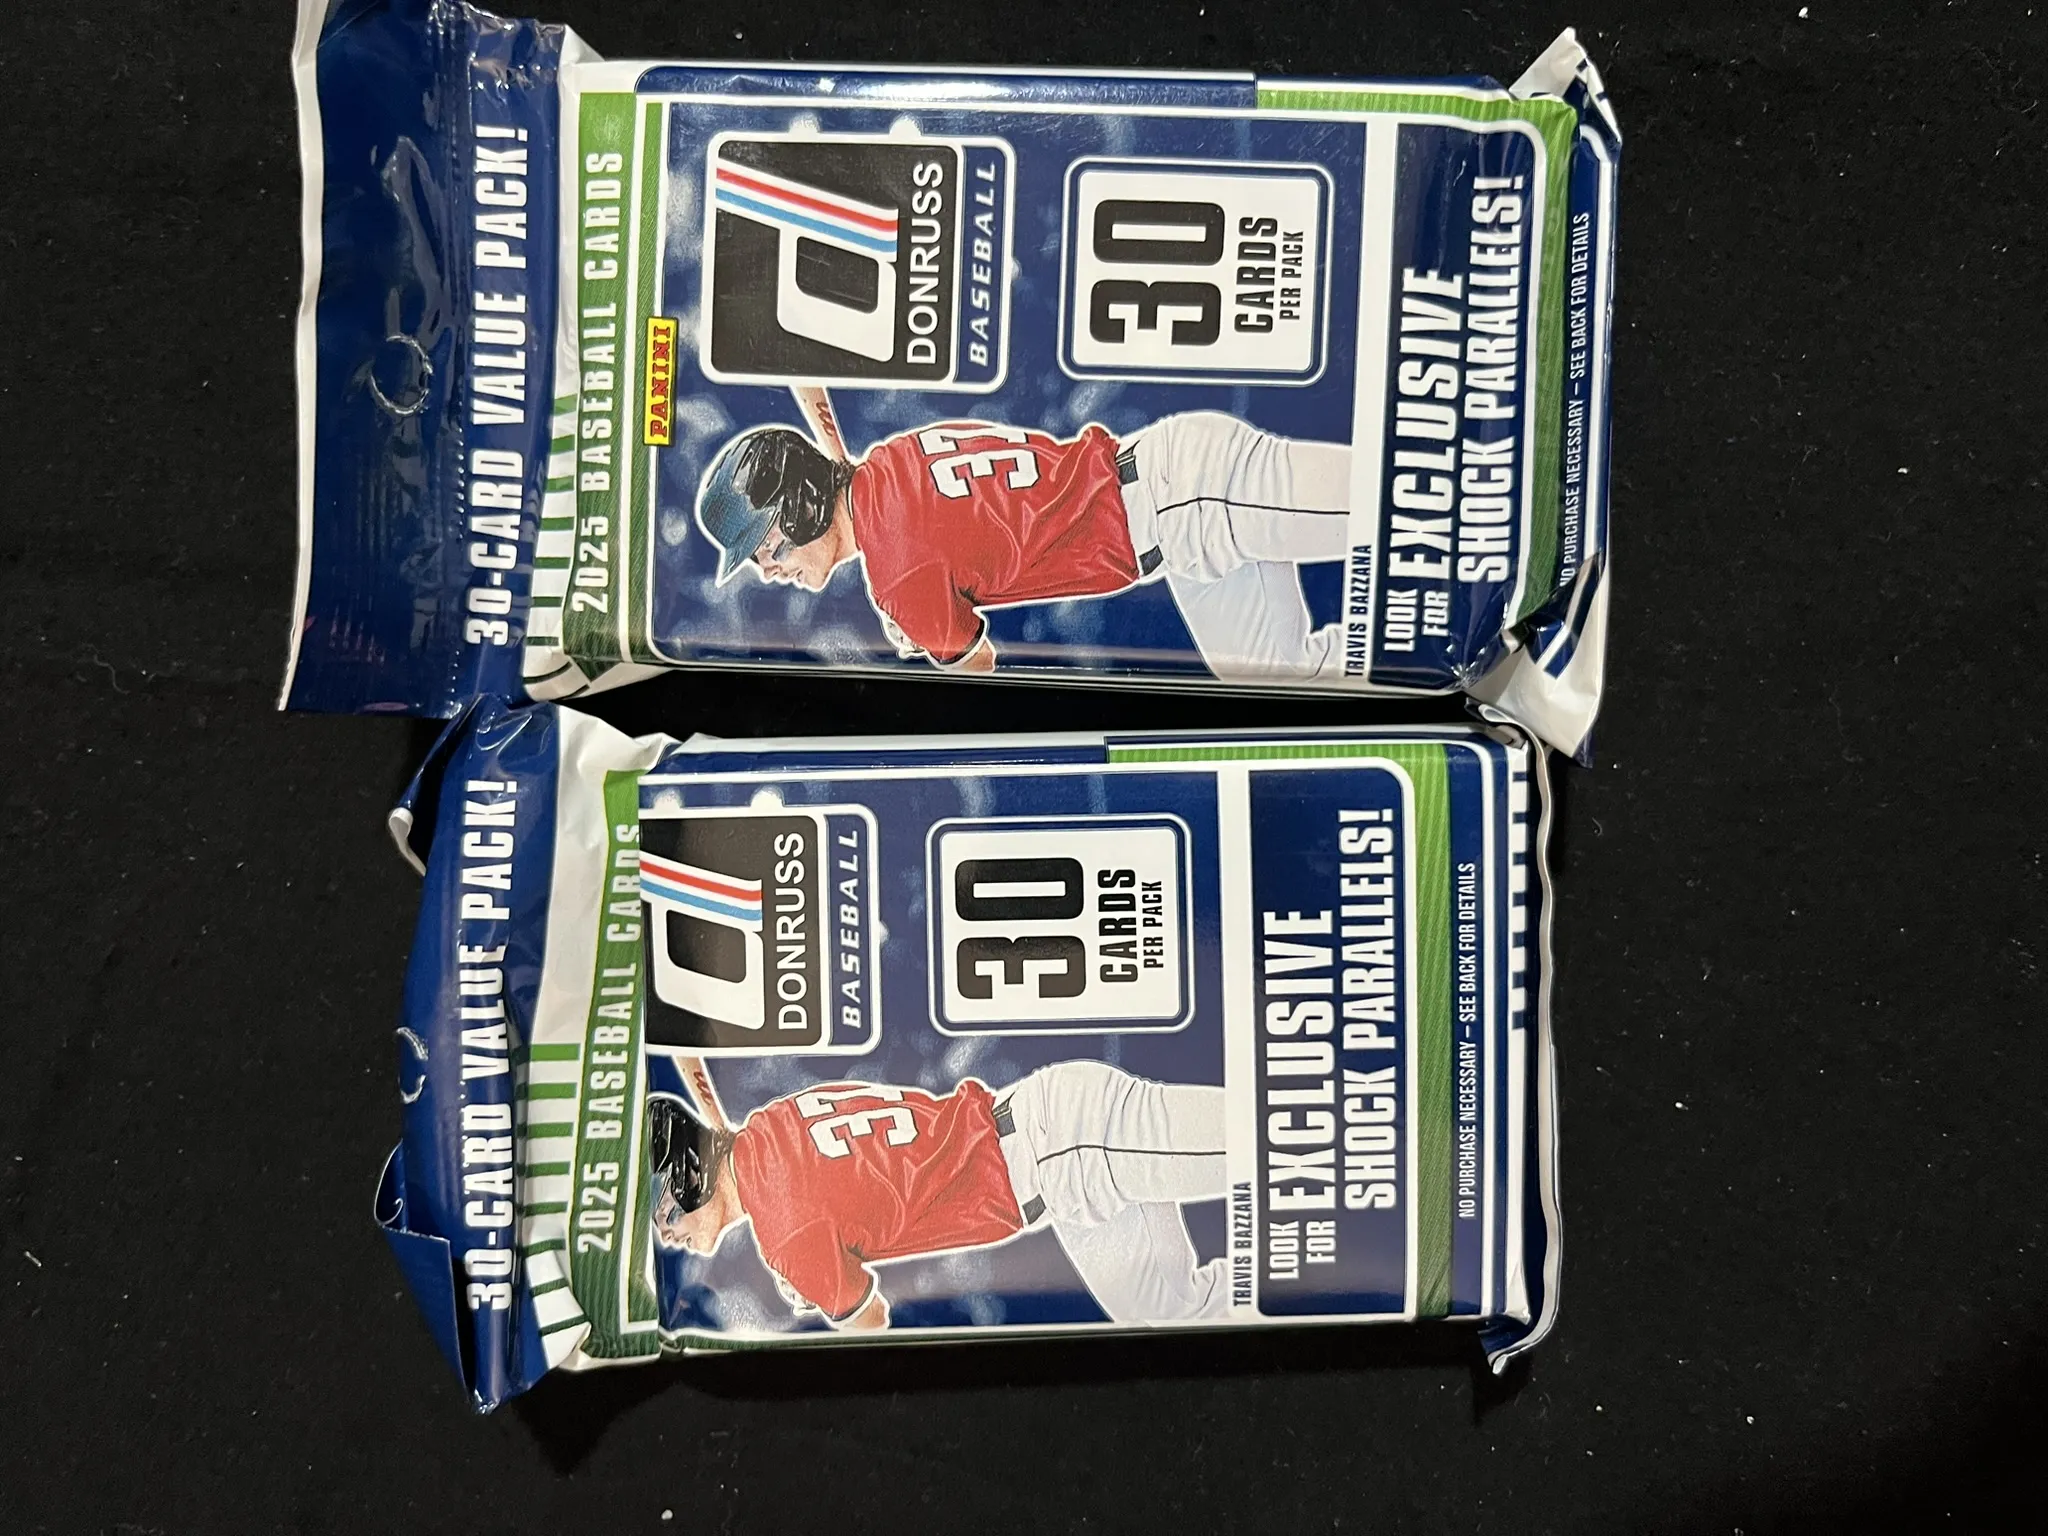 30-CARD VALUE PACK!
2025 BASEBALL CARDS
PANINI
DONRUSS
BASEBALL
37
30
CARDS
PER PACK
TRAVIS BAZZANA
LOOK FOR EXCLUSIVE
SHOCK PARALLELS!
NO PURCHASE NECESSARY – SEE BACK FOR DETAILS
30-CARD VALUE PACK!
2025 BASEBALL CARDS
DONRUSS
BASEBALL
37
30
CARDS
PER PACK
TRAVIS BAZZANA
LOOK FOR EXCLUSIVE
SHOCK PARALLELS!
NO PURCHASE NECESSARY – SEE BACK FOR DETAILS